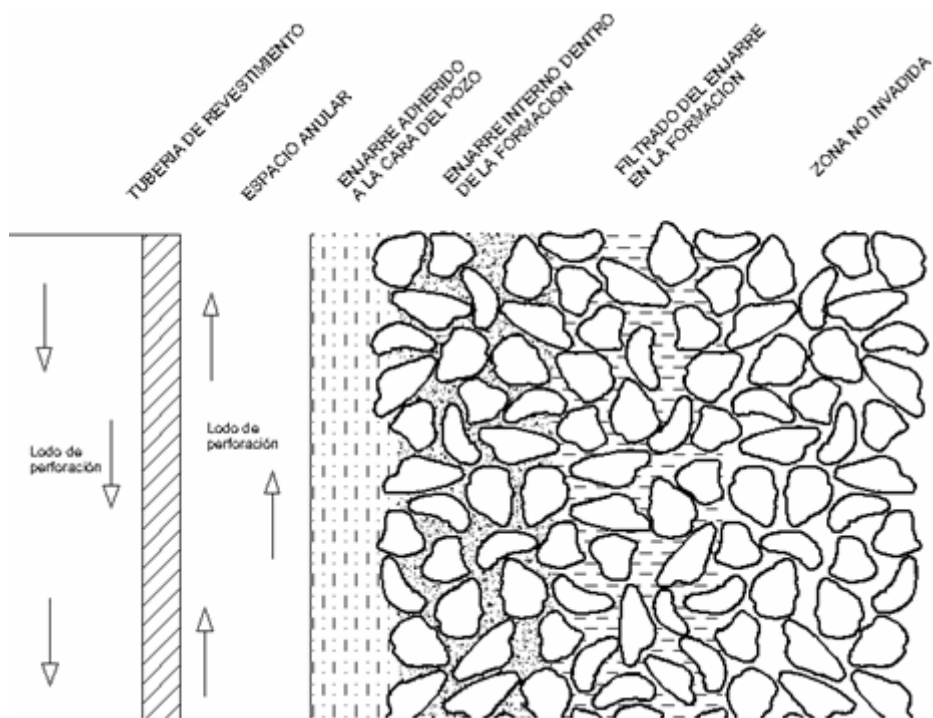 TUBERIA DE REVESTIMIENTO
ESPACIO ANULAR
ENJARRE ADHERIDO
A LA CARA DEL POZO
ENJARRE INTERNO DENTRO
DE LA FORMACION
FILTRADO DEL ENJARRE
EN LA FORMACION
ZONA NO INVADIDA
Lodo de
perforación
Lodo de
perforación